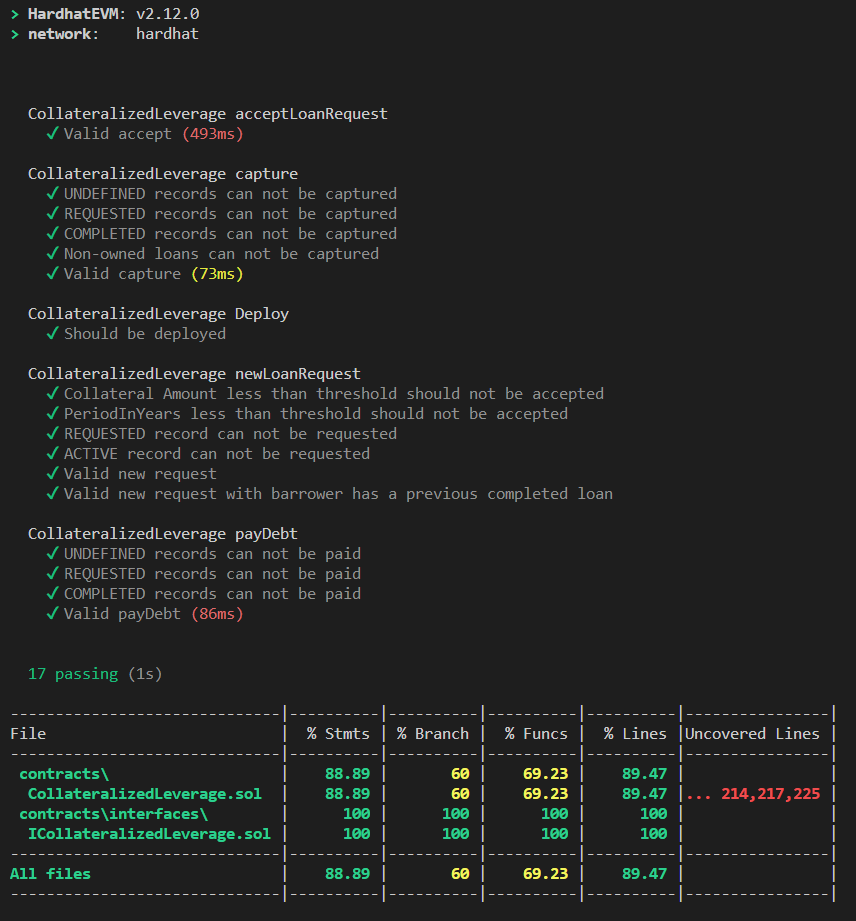 > HardhatEVM: v2.12.0
> network:    hardhat
CollateralizedLeverage acceptLoanRequest
✓ Valid accept (493ms)
CollateralizedLeverage capture
✓ UNDEFINED records can not be captured
✓ REQUESTED records can not be captured
✓ COMPLETED records can not be captured
✓ Non-owned loans can not be captured
✓ Valid capture (73ms)
CollateralizedLeverage Deploy
✓ Should be deployed
CollateralizedLeverage newLoanRequest
✓ Collateral Amount less than threshold should not be accepted
✓ PeriodInYears less than threshold should not be accepted
✓ REQUESTED record can not be requested
✓ ACTIVE record can not be requested
✓ Valid new request
✓ Valid new request with barrower has a previous completed loan
CollateralizedLeverage payDebt
✓ UNDEFINED records can not be paid
✓ REQUESTED records can not be paid
✓ COMPLETED records can not be paid
✓ Valid payDebt (86ms)
17 passing (1s)
------------------------------|----------|----------|----------|----------|----------------|
File                          |  % Stmts | % Branch |  % Funcs |  % Lines |Uncovered Lines |
------------------------------|----------|----------|----------|----------|----------------|
 contracts\                   |    88.89 |       60 |    69.23 |    89.47 |                |
  CollateralizedLeverage.sol  |    88.89 |       60 |    69.23 |    89.47 |... 214,217,225 |
 contracts\interfaces\        |      100 |      100 |      100 |      100 |                |
  ICollateralizedLeverage.sol |      100 |      100 |      100 |      100 |                |
------------------------------|----------|----------|----------|----------|----------------|
All files                     |    88.89 |       60 |    69.23 |    89.47 |                |
------------------------------|----------|----------|----------|----------|----------------|